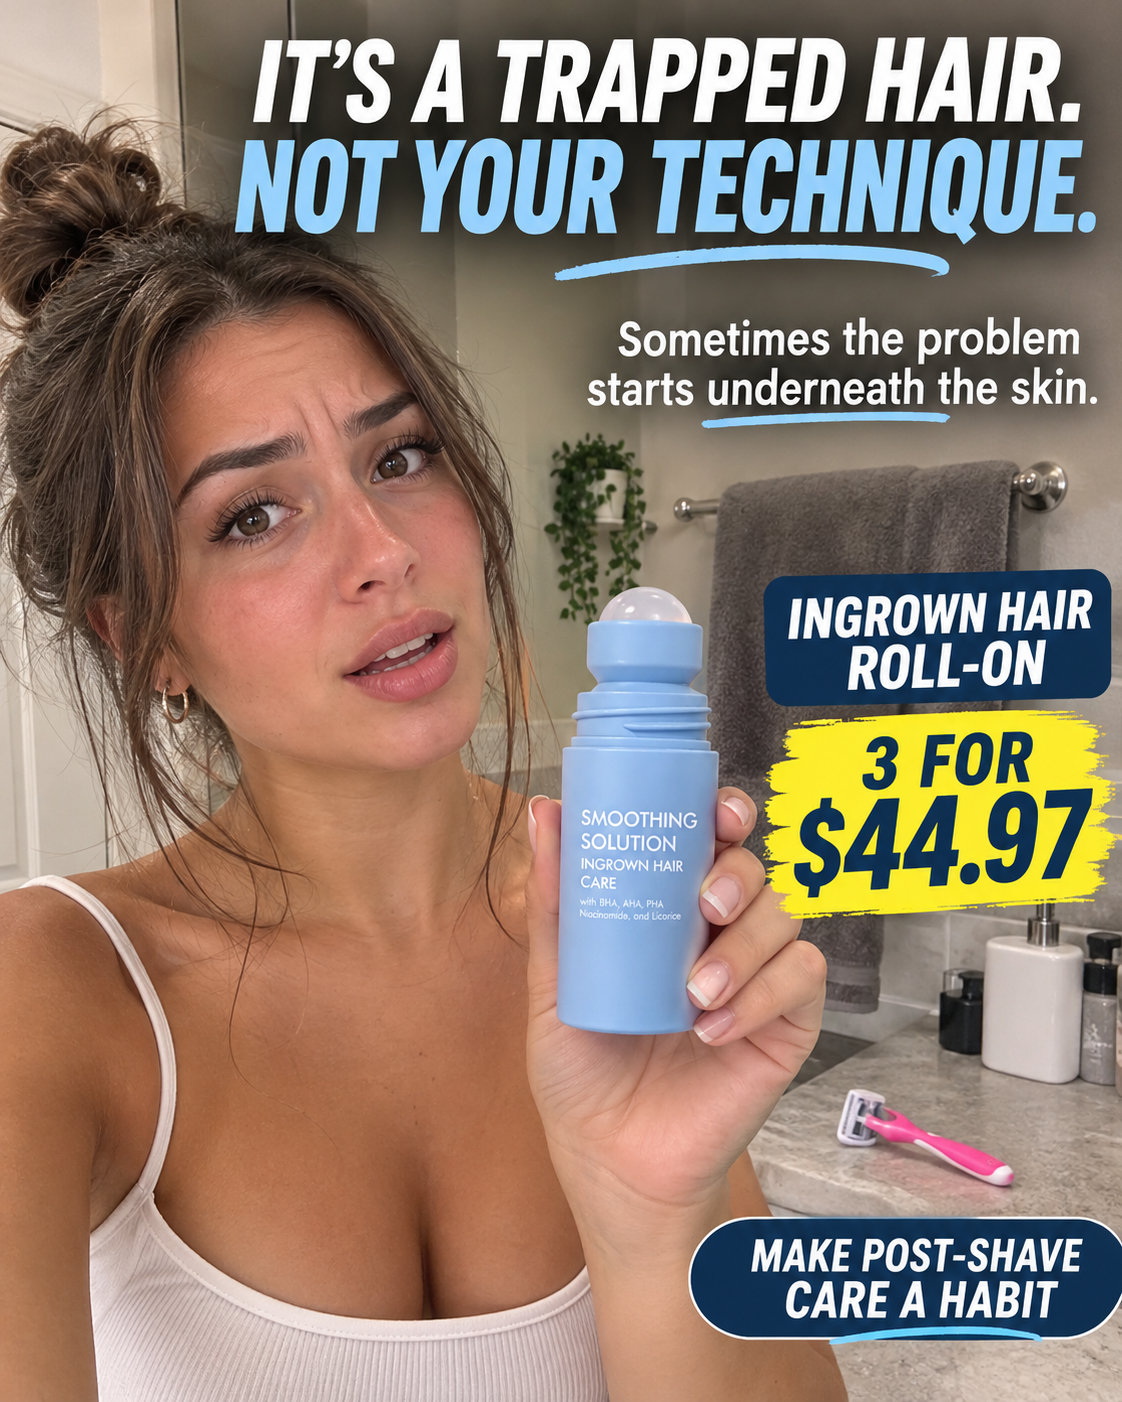 IT'S A TRAPPED HAIR.
NOT YOUR TECHNIQUE.
Sometimes the problem
starts underneath the skin.
INGROWN HAIR
ROLL-ON
3 FOR
$44.97
SMOOTHING
SOLUTION
INGROWN HAIR
CARE
with BHA, AHA, PHA
Niacinamide, and Licorice
MAKE POST-SHAVE
CARE A HABIT